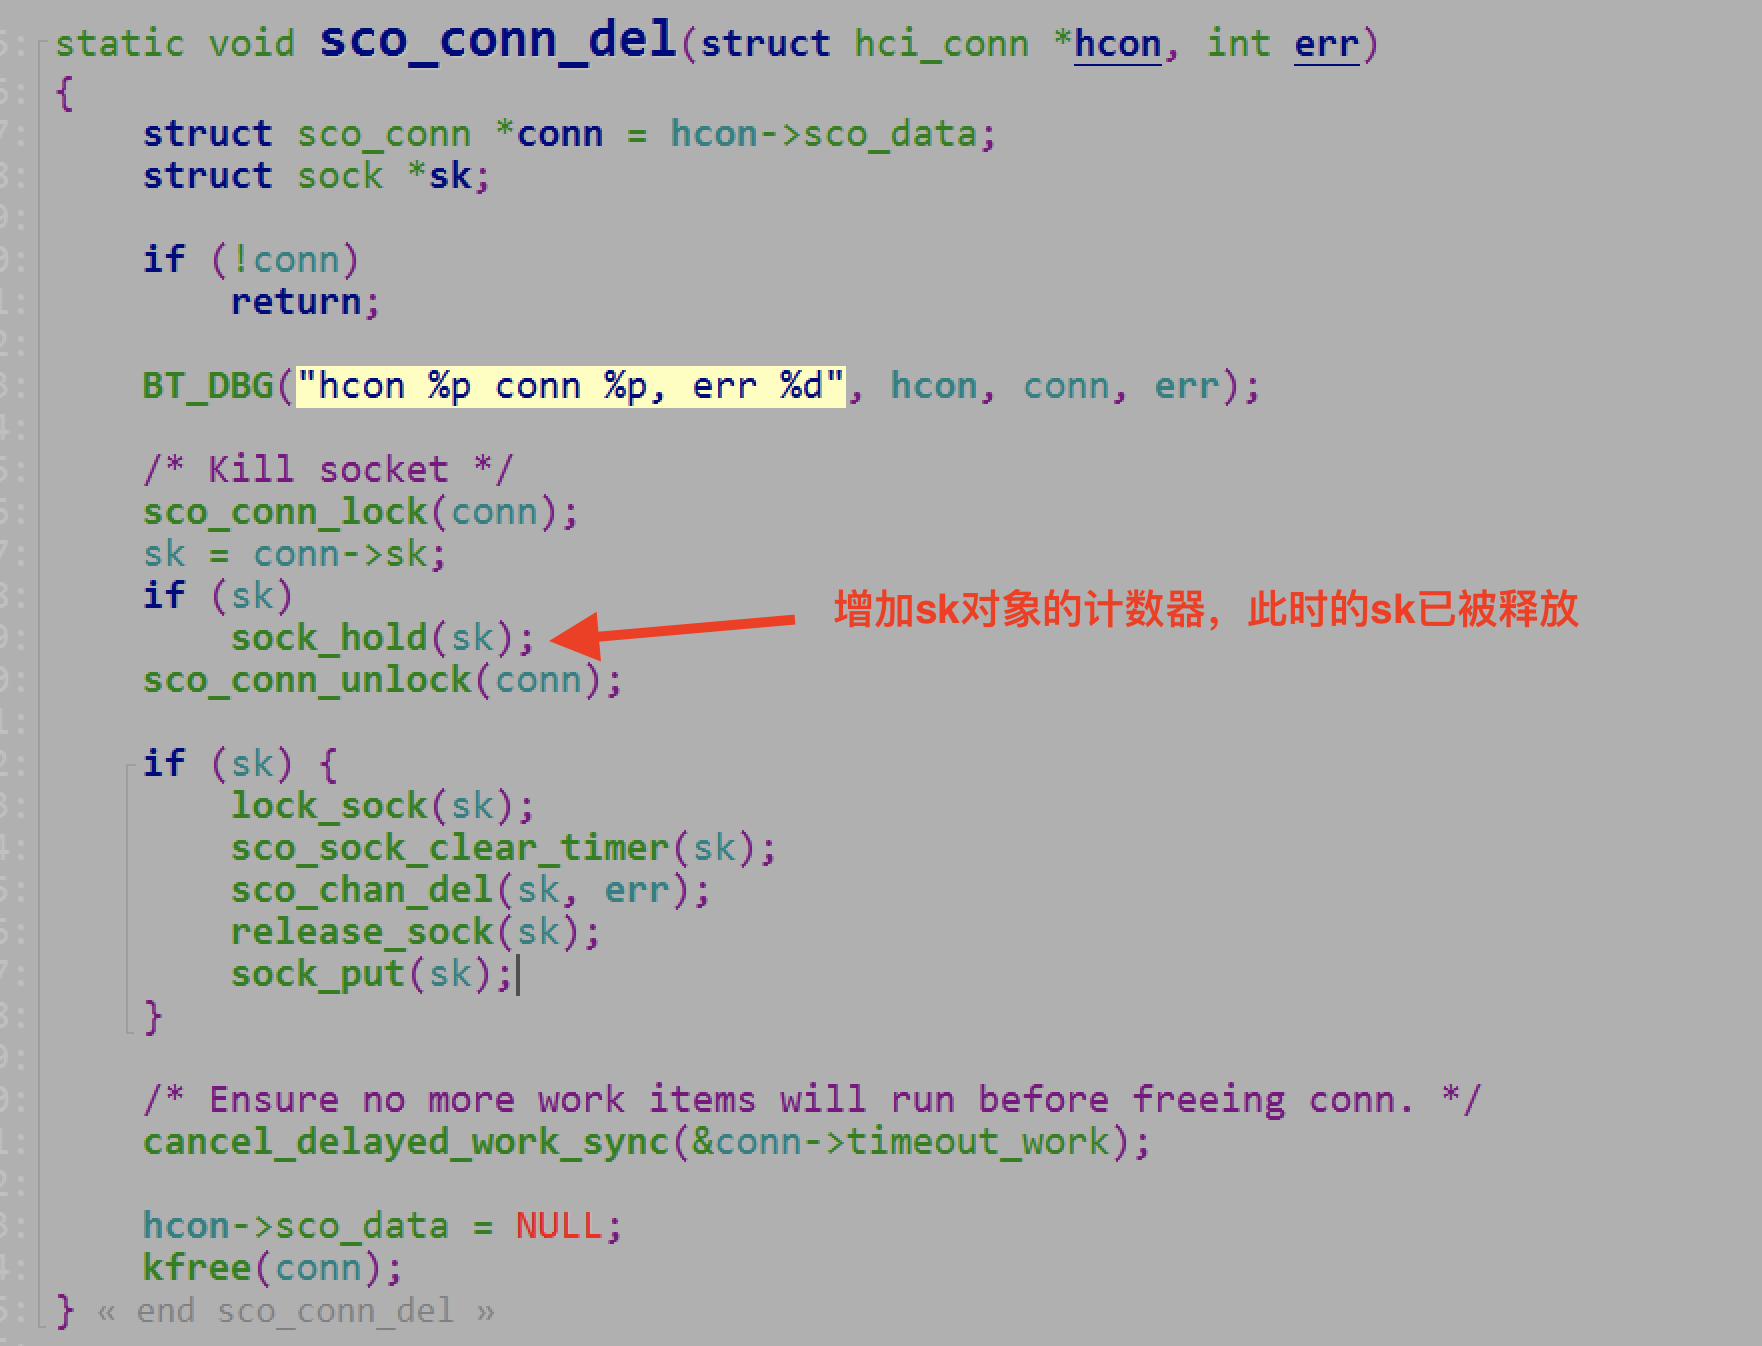 static void sco_conn_del(struct hci_conn *hcon, int err)
{
struct sco_conn *conn = hcon->sco_data;
struct sock *sk;
if (!conn)
return;
BT_DBG("hcon %p conn %p, err %d", hcon, conn, err);
/* Kill socket */
sco_conn_lock(conn);
sk = conn->sk;
if (sk)
sock_hold(sk);
增加sk对象的计数器，此时的sk已被释放
sco_conn_unlock(conn);
if (sk) {
lock_sock(sk);
sco_sock_clear_timer(sk);
sco_chan_del(sk, err);
release_sock(sk);
sock_put(sk);
}
/* Ensure no more work items will run before freeing conn. */
cancel_delayed_work_sync(&conn->timeout_work);
hcon->sco_data = NULL;
kfree(conn);
} « end sco_conn_del »